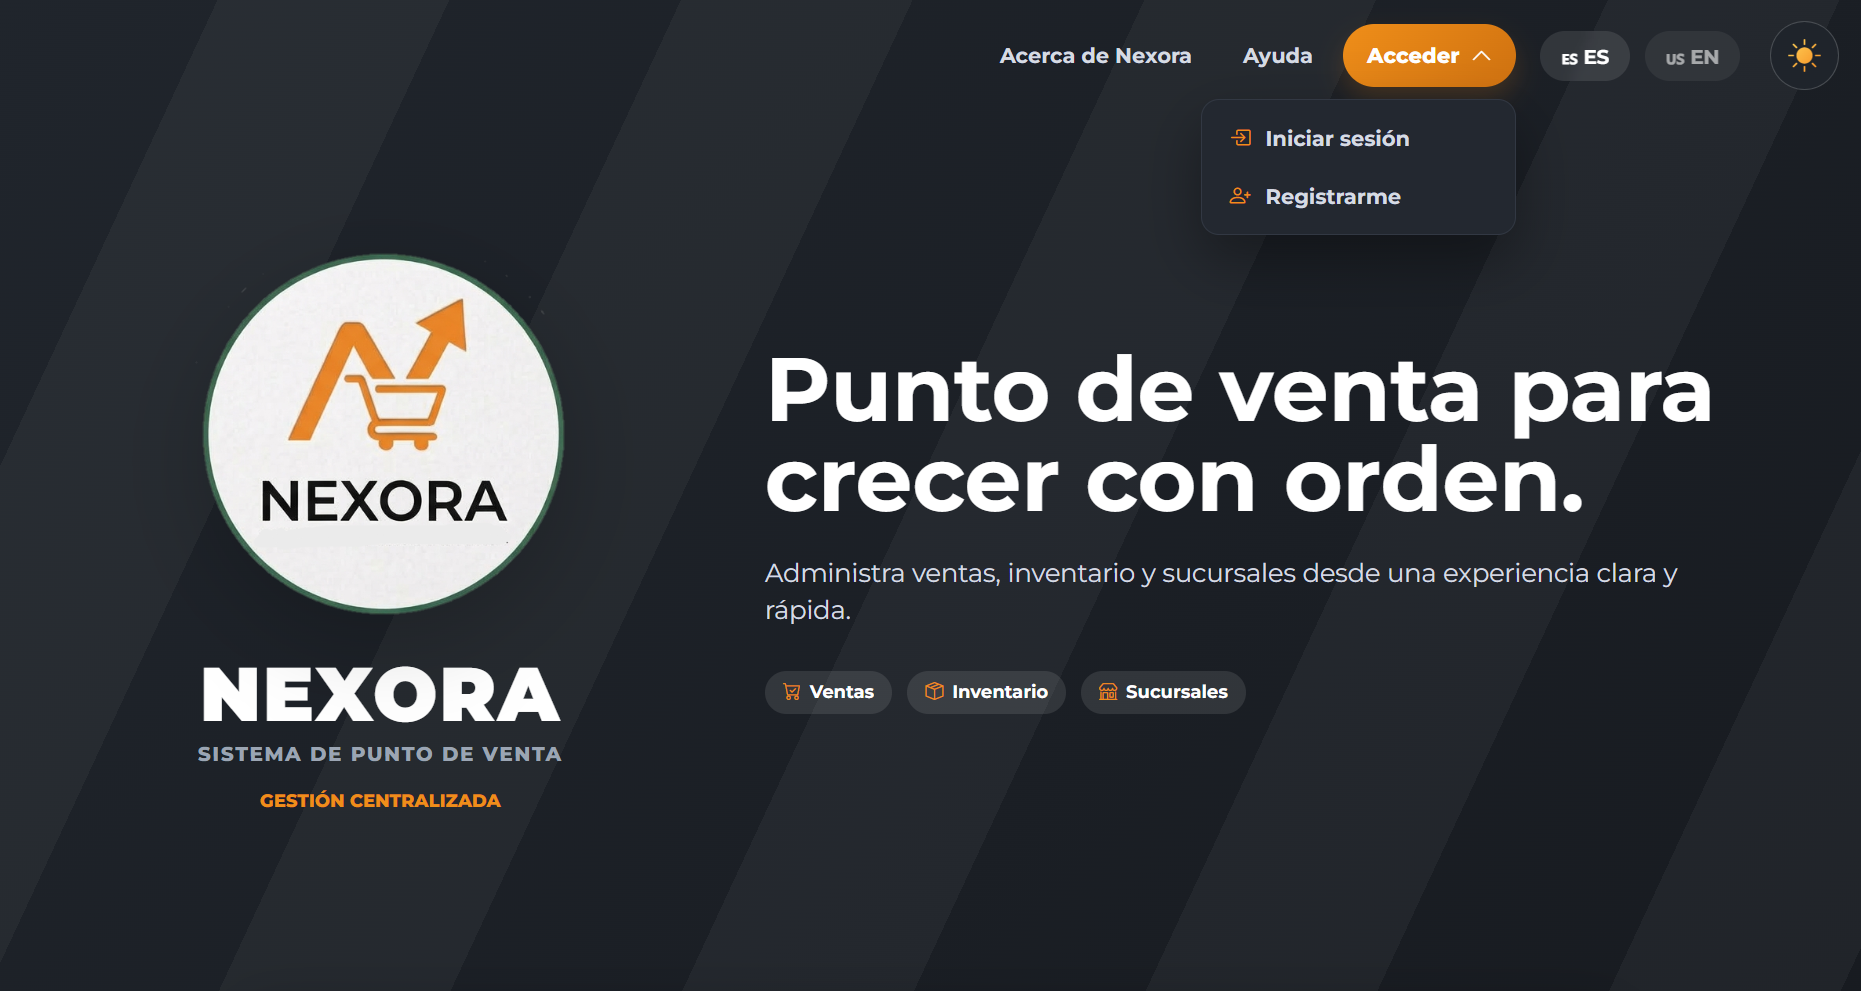 Acerca de Nexora
Ayuda
Acceder
ES ES
US EN
Iniciar sesión
Registrarme
NEXORA
NEXORA
SISTEMA DE PUNTO DE VENTA
GESTIÓN CENTRALIZADA
Punto de venta para
crecer con orden.
Administra ventas, inventario y sucursales desde una experiencia clara y
rápida.
Ventas
Inventario
Sucursales